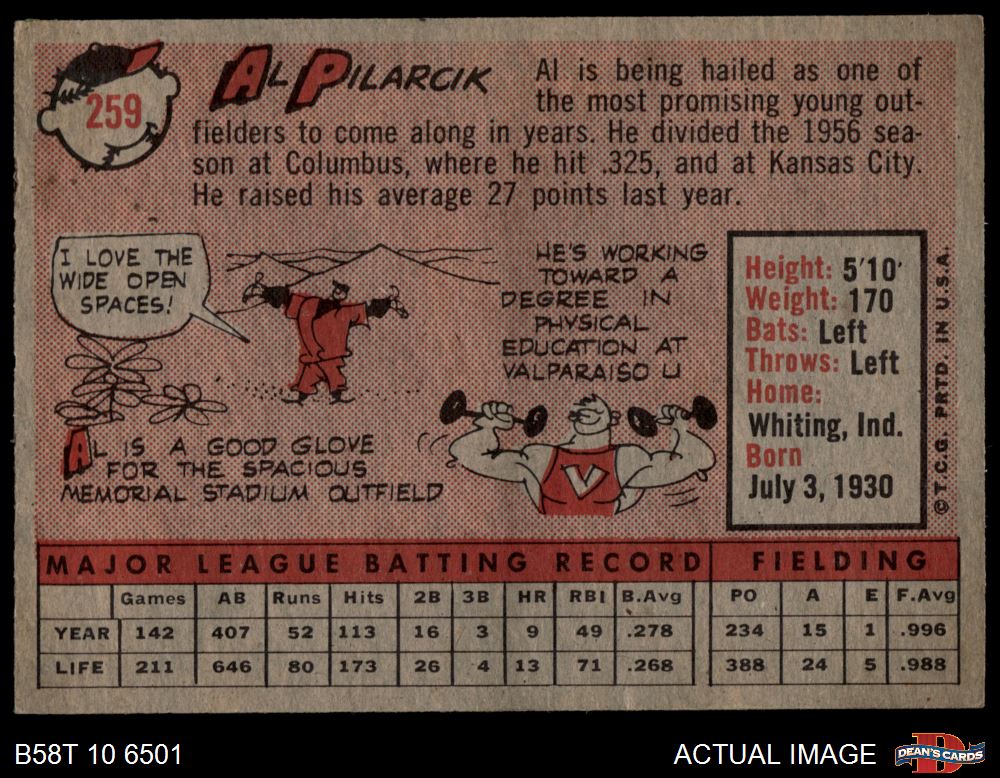 259
AL PILARCIK
Al is being hailed as one of
the most promising young out-
fielders to come along in years. He divided the 1956 sea-
son at Columbus, where he hit .325, and at Kansas City.
He raised his average 27 points last year.
I LOVE THE
WIDE OPEN
SPACES!
HE'S WORKING
TOWARD A
DEGREE IN
PHYSICAL
EDUCATION AT
VALPARAISO U
V
AL IS A GOOD GLOVE
FOR THE SPACIOUS
MEMORIAL STADIUM OUTFIELD
Height: 5'10'
Weight: 170
Bats: Left
Throws: Left
Home:
Whiting, Ind.
Born
July 3, 1930
© T.C.G. PRTD. IN U.S.A.
MAJOR LEAGUE BATTING RECORD FIELDING
Games AB Runs Hits 2B 3B HR RBI B.Avg PO A E F.Avg
YEAR 142 407 52 113 16 3 9 49 .278 234 15 1 .996
LIFE 211 646 80 173 26 4 13 71 .268 388 24 5 .988
B58T 10 6501
ACTUAL IMAGE
D
DEAN'S CARDS